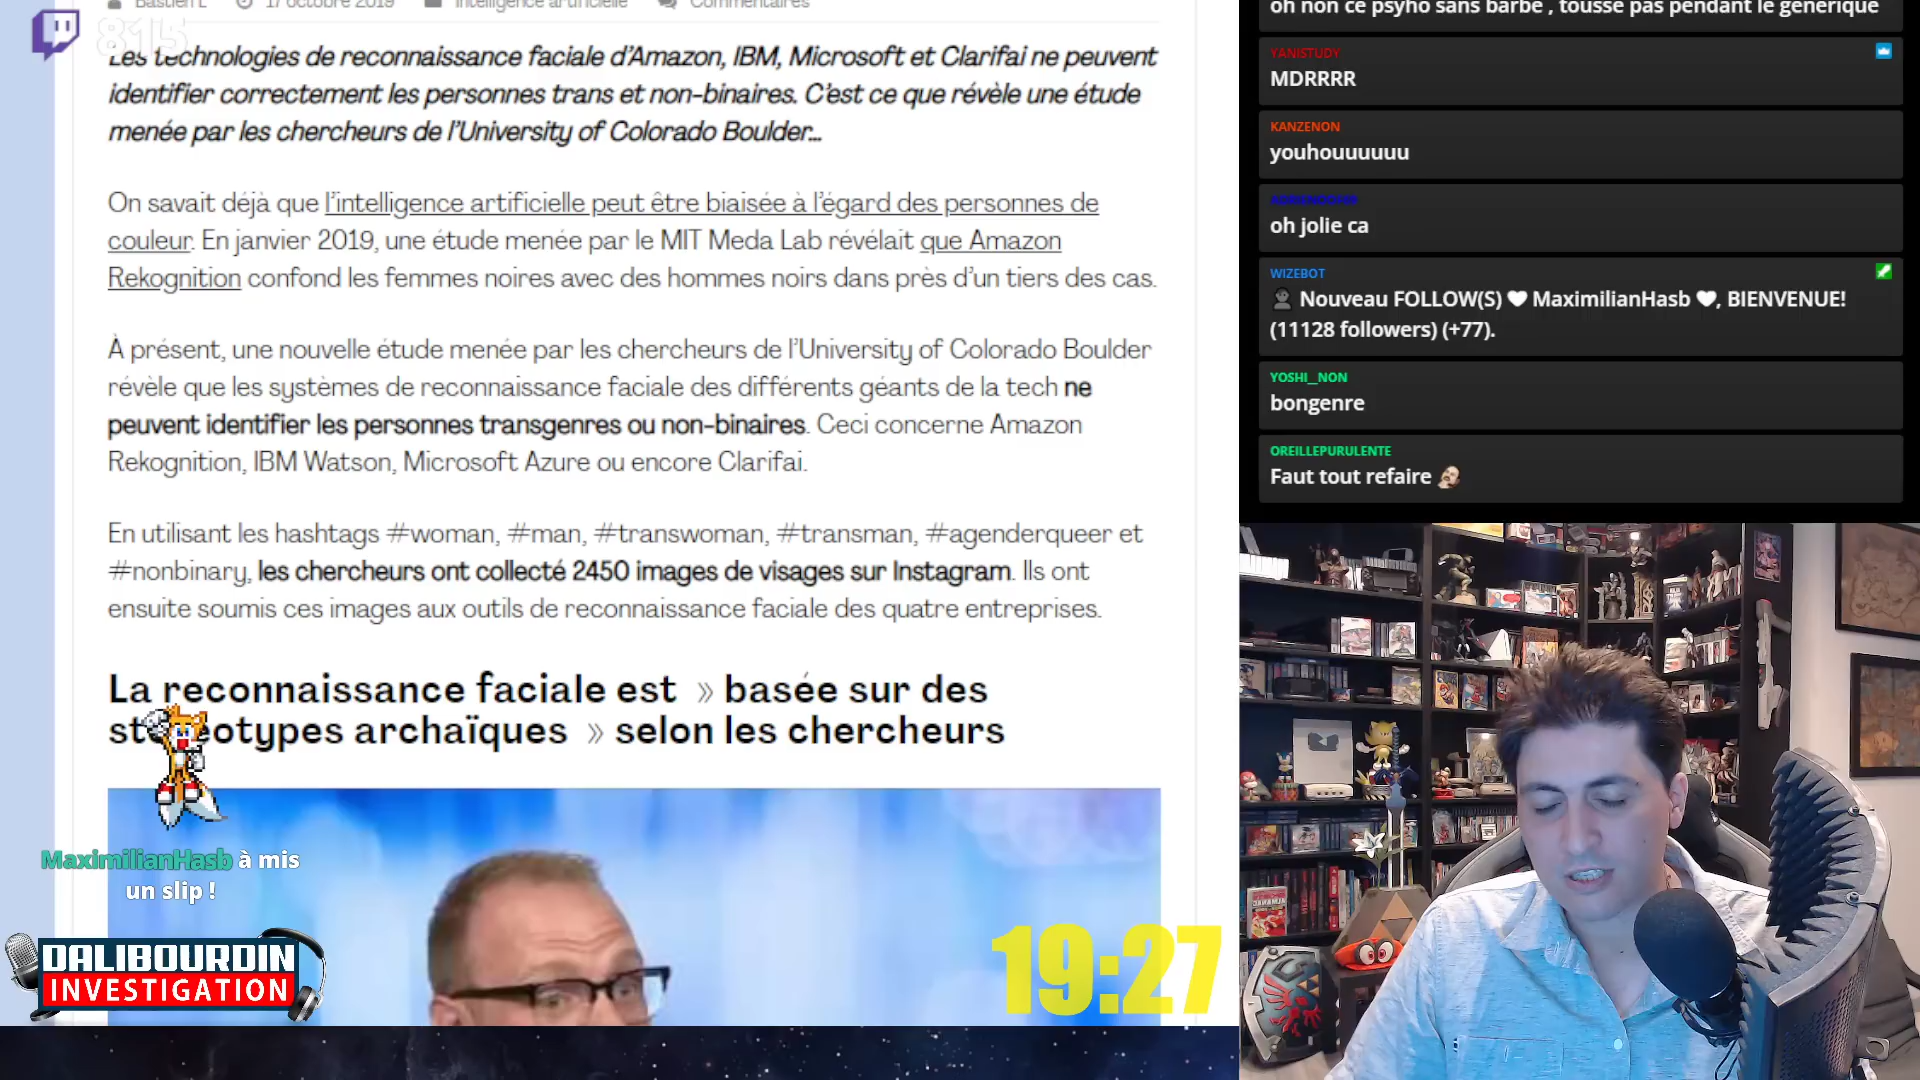 Bastien L 17 octobre 2019 Intelligence artificielle Commentaires
815
Les technologies de reconnaissance faciale d'Amazon, IBM, Microsoft et Clarifai ne peuvent
identifier correctement les personnes trans et non-binaires. C'est ce que révèle une étude
menée par les chercheurs de l'University of Colorado Boulder...
On savait déjà que l'intelligence artificielle peut être biaisée à l'égard des personnes de
couleur. En janvier 2019, une étude menée par le MIT Meda Lab révélait que Amazon
Rekognition confond les femmes noires avec des hommes noirs dans près d'un tiers des cas.
À présent, une nouvelle étude menée par les chercheurs de l'University of Colorado Boulder
révèle que les systèmes de reconnaissance faciale des différents géants de la tech ne
peuvent identifier les personnes transgenres ou non-binaires. Ceci concerne Amazon
Rekognition, IBM Watson, Microsoft Azure ou encore Clarifai.
En utilisant les hashtags #woman, #man, #transwoman, #transman, #agenderqueer et
#nonbinary, les chercheurs ont collecté 2450 images de visages sur Instagram. Ils ont
ensuite soumis ces images aux outils de reconnaissance faciale des quatre entreprises.
La reconnaissance faciale est » basée sur des
stéréotypes archaïques » selon les chercheurs
MaximilianHasb à mis
un slip !
DALIBOURDIN
INVESTIGATION
19:27
oh non ce psyho sans barbe , tousse pas pendant le générique
YANISTUDY
MDRRRR
KANZENON
youhouuuuuu
oh jolie ca
WIZEBOT
Nouveau FOLLOW(S) ♥ MaximilianHasb ♥, BIENVENUE!
(11128 followers) (+77).
YOSHI_NON
bongenre
OREILLEPURULENTE
Faut tout refaire